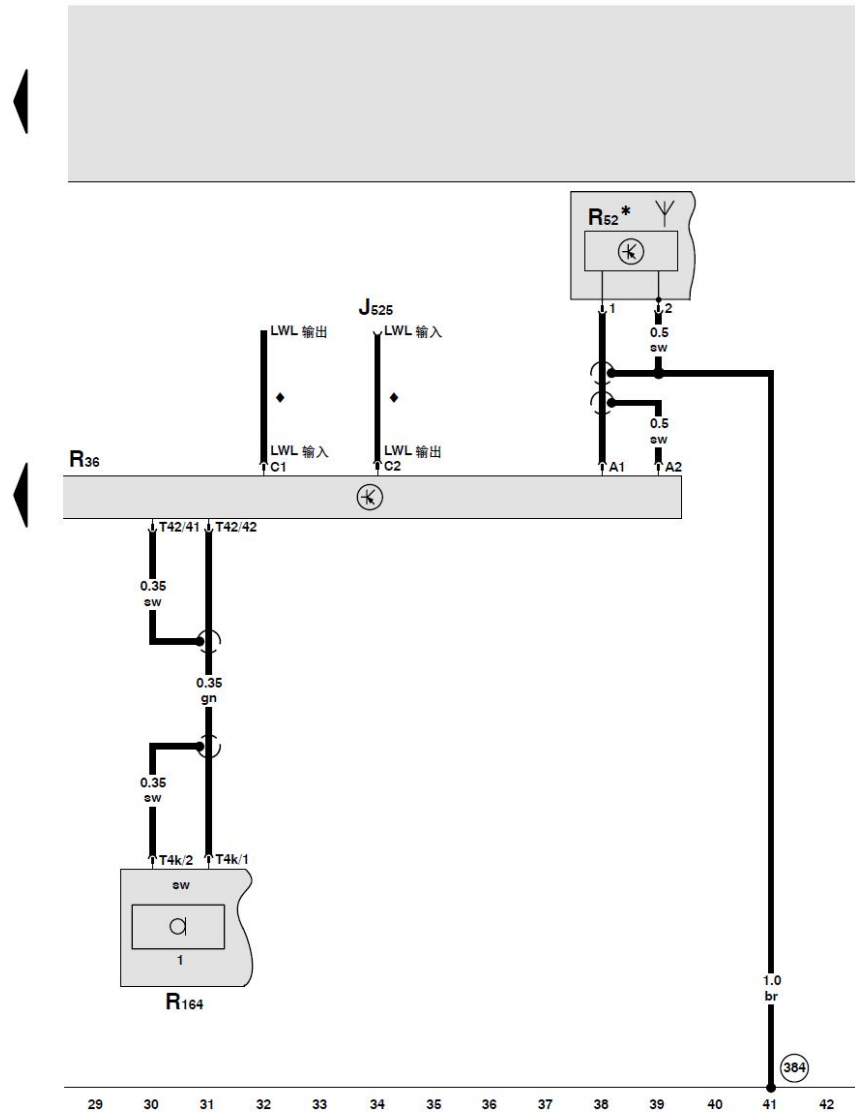 R52*
1 2
0.5
sw
J525
LWL 输出
LWL 输入
0.5
sw
LWL 输入
LWL 输出
R36
C1
C2
A1
A2
T42/41
T42/42
0.35
sw
0.35
gn
0.35
sw
T4k/2
T4k/1
sw
1
R164
1.0
br
384
29 30 31 32 33 34 35 36 37 38 39 40 41 42